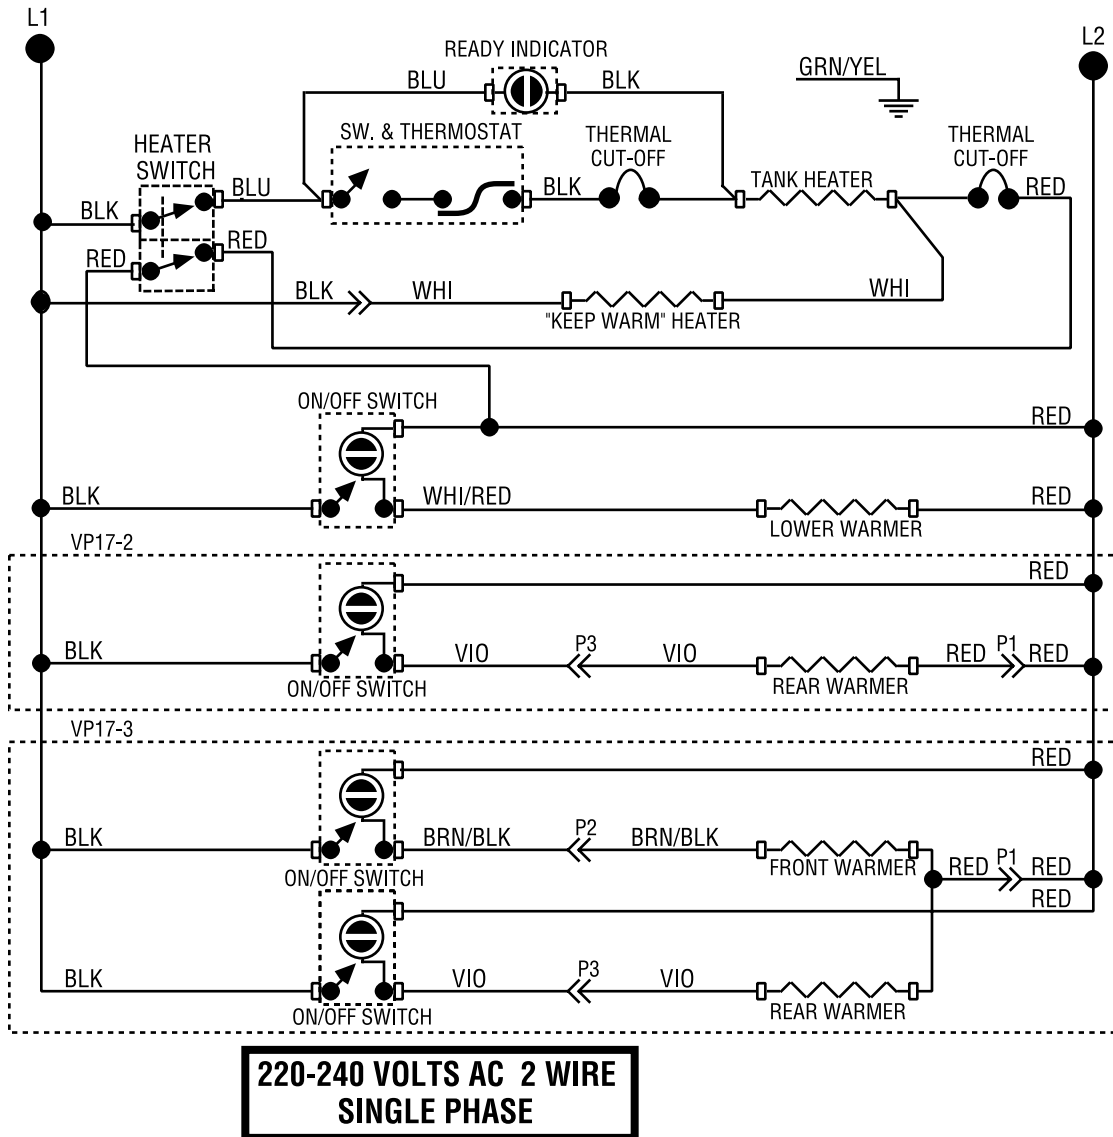 L1
L2
READY INDICATOR
BLU
BLK
GRN/YEL
SW. & THERMOSTAT
THERMAL
CUT-OFF
THERMAL
CUT-OFF
HEATER
SWITCH
BLU
BLK
TANK HEATER
RED
BLK
RED
RED
BLK
WHI
WHI
"KEEP WARM" HEATER
ON/OFF SWITCH
RED
BLK
WHI/RED
RED
LOWER WARMER
VP17-2
RED
BLK
VIO
P3
VIO
RED
P1
RED
ON/OFF SWITCH
REAR WARMER
VP17-3
RED
BLK
BRN/BLK
P2
BRN/BLK
FRONT WARMER
RED
P1
RED
ON/OFF SWITCH
RED
BLK
VIO
P3
VIO
REAR WARMER
ON/OFF SWITCH
220-240 VOLTS AC 2 WIRE
SINGLE PHASE